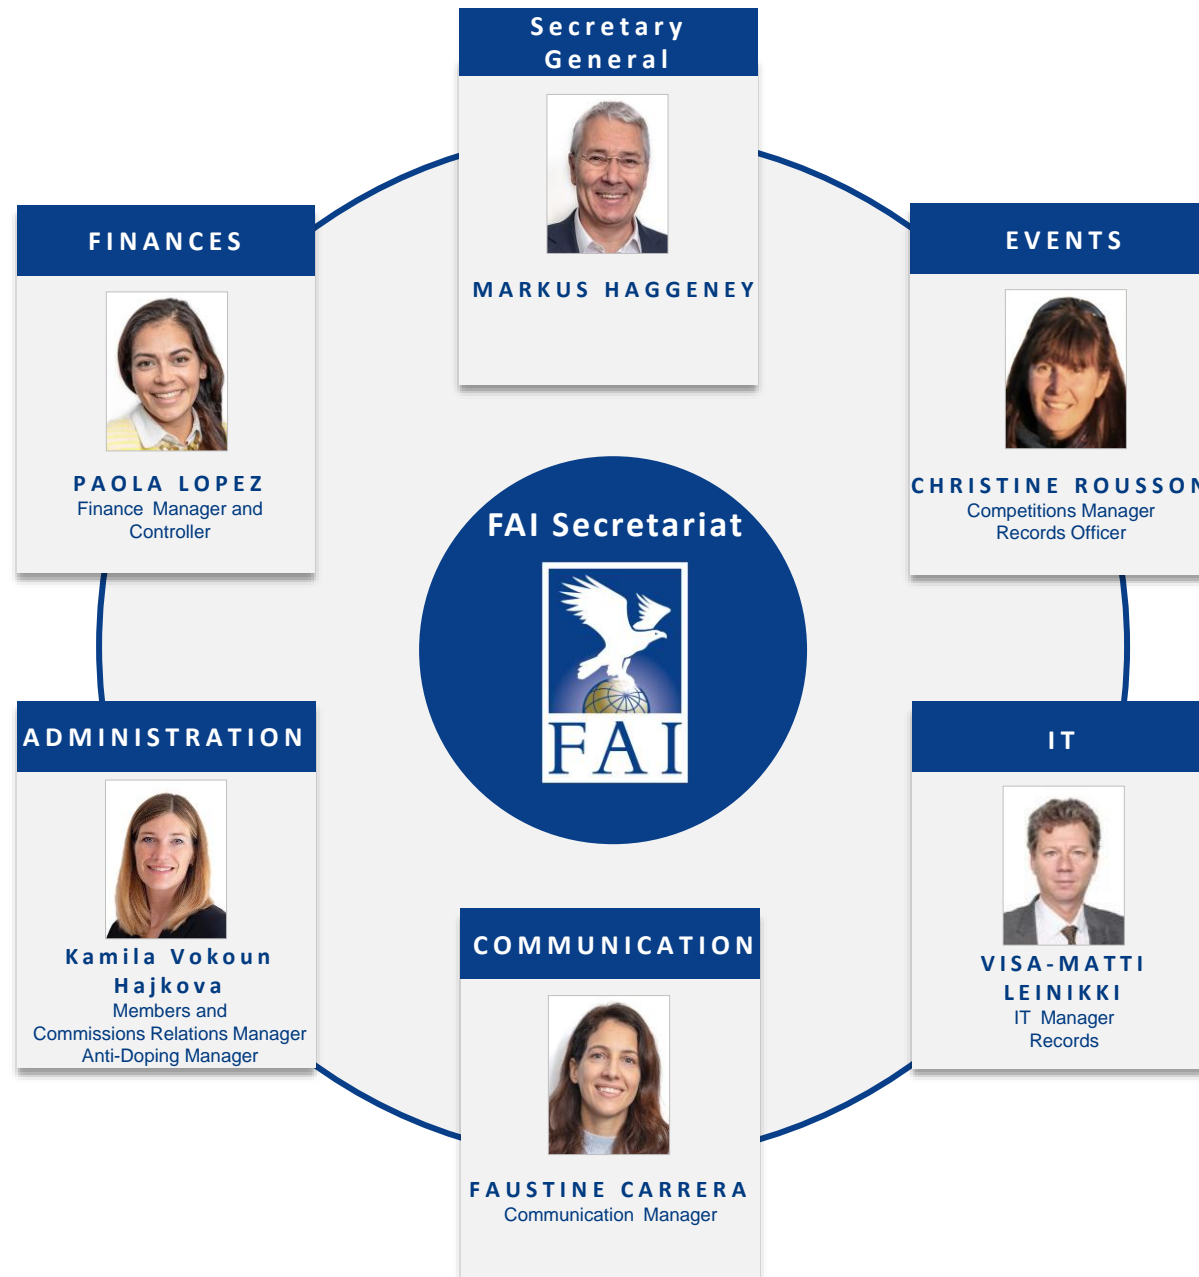 Secretary
General
MARKUS HAGGENEY
FINANCES
PAOLA LOPEZ
Finance Manager and
Controller
EVENTS
CHRISTINE ROUSSON
Competitions Manager
Records Officer
FAI Secretariat
FAI
ADMINISTRATION
Kamila Vokoun
Hajkova
Members and
Commissions Relations Manager
Anti-Doping Manager
IT
VISA-MATTI
LEINIKKI
IT Manager
Records
COMMUNICATION
FAUSTINE CARRERA
Communication Manager